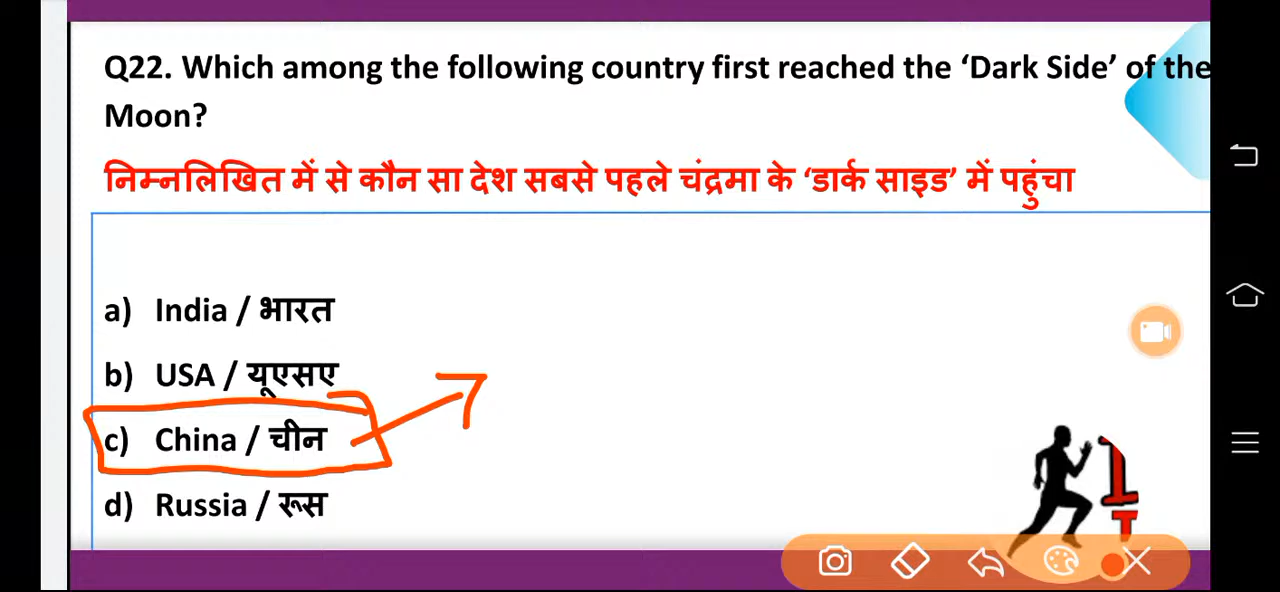 Q22. Which among the following country first reached the ‘Dark Side’ of the
Moon?
निम्नलिखित में से कौन सा देश सबसे पहले चंद्रमा के ‘डार्क साइड’ में पहुंचा
a) India / भारत
b) USA / यूएसए
c) China / चीन
d) Russia / रूस